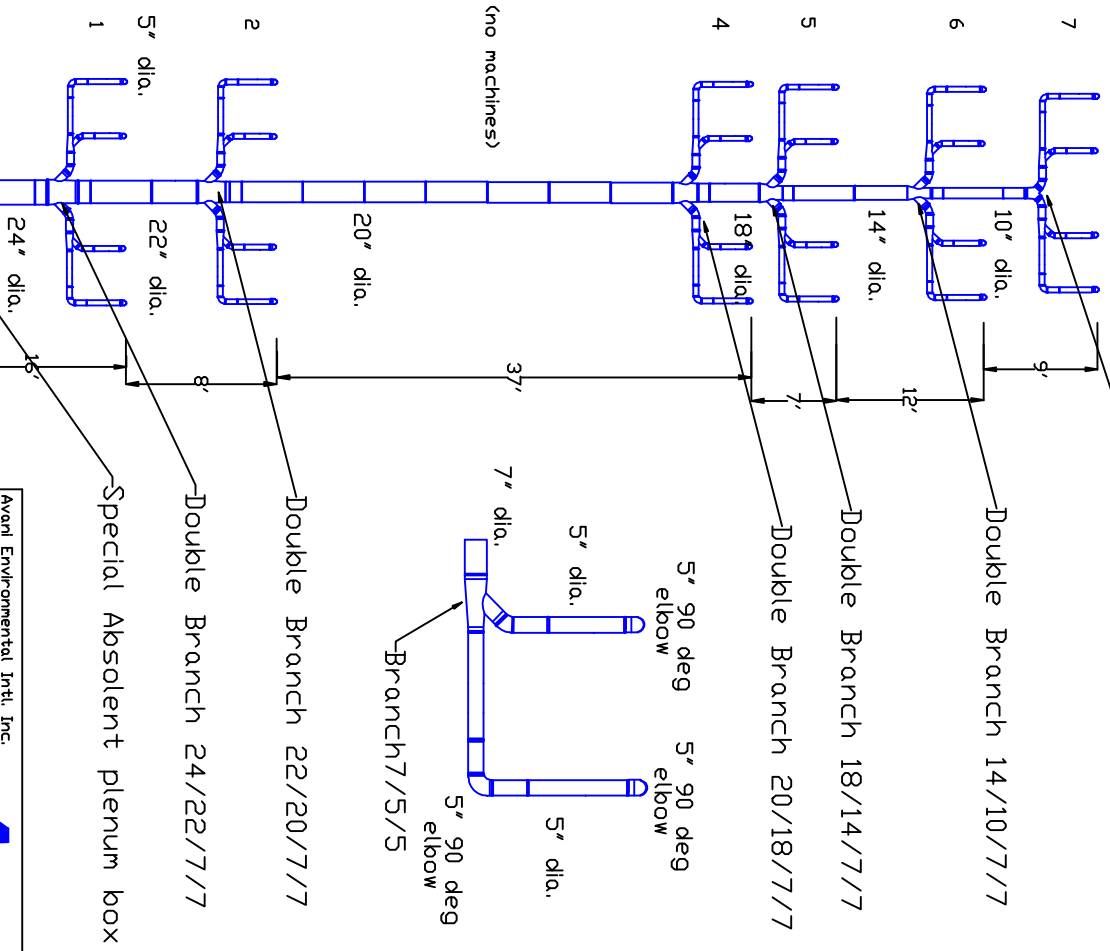 1
2
(no machines)
4
5
6
7
5" dia.
24" dia.
22" dia.
20" dia.
18" dia.
14" dia.
10" dia.
16'
8'
37'
7'
12'
9'
Double Branch 14/10/7/7
Double Branch 18/14/7/7
Double Branch 20/18/7/7
Double Branch 22/20/7/7
Double Branch 24/22/7/7
Special Absolent plenum box
7" dia.
5" dia.
5" 90 deg
elbow
5" 90 deg
elbow
Branch7/5/5
5" dia.
5" 90 deg
elbow
Avani Environmental Intl. Inc.